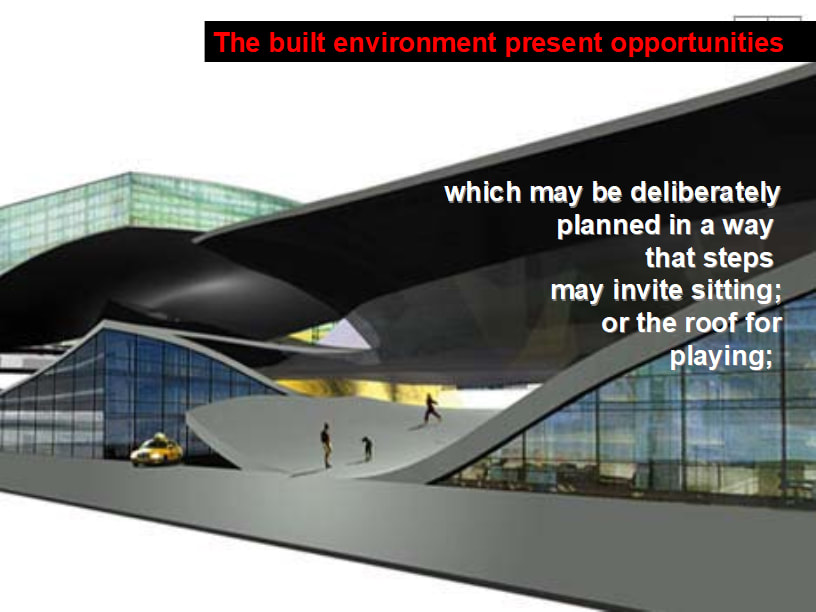 The built environment present opportunities
which may be deliberately
planned in a way
that steps
may invite sitting;
or the roof for
playing;